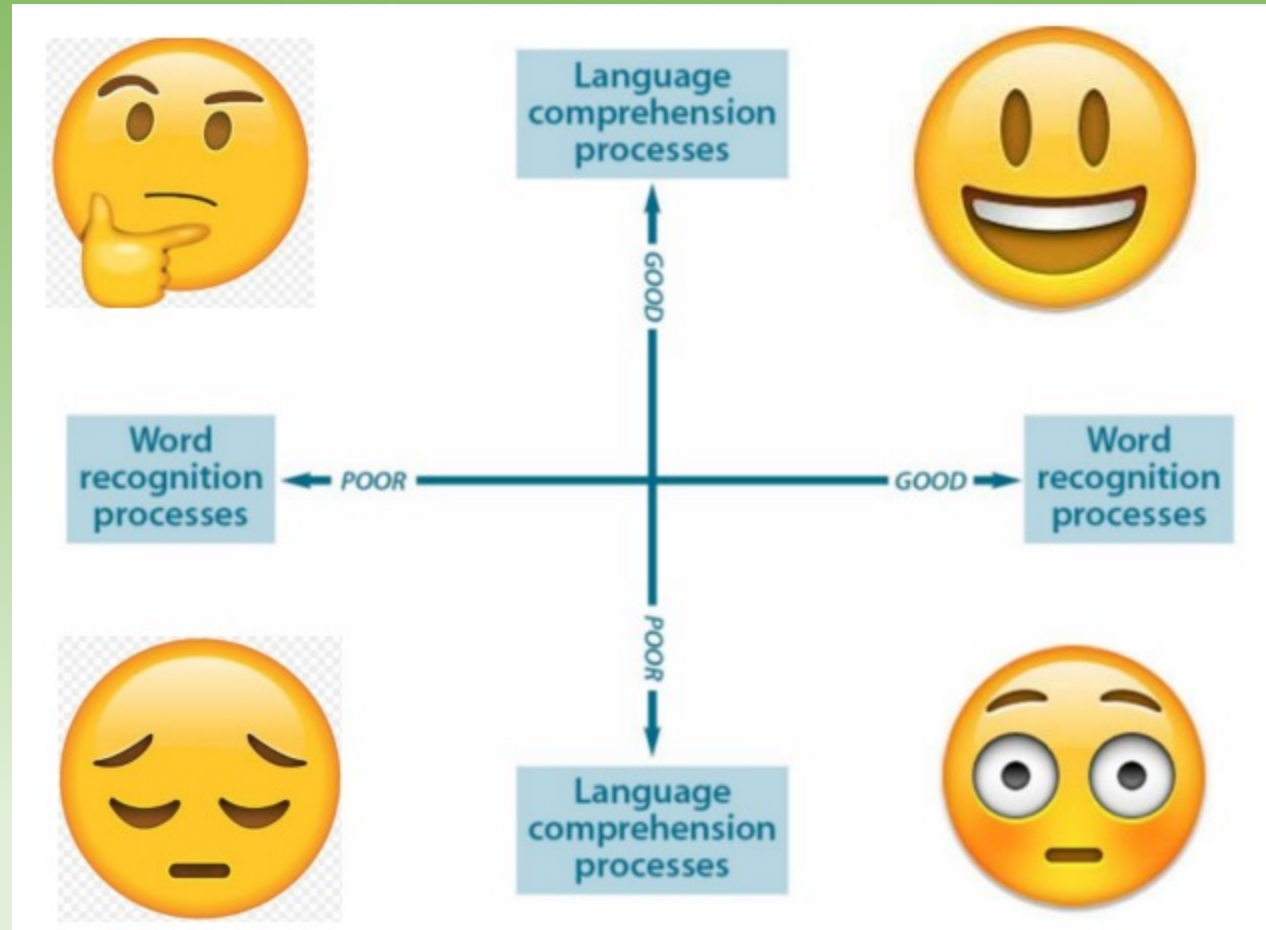 Language
comprehension
processes
GOOD
Word
recognition
processes
POOR
GOOD
Word
recognition
processes
POOR
Language
comprehension
processes